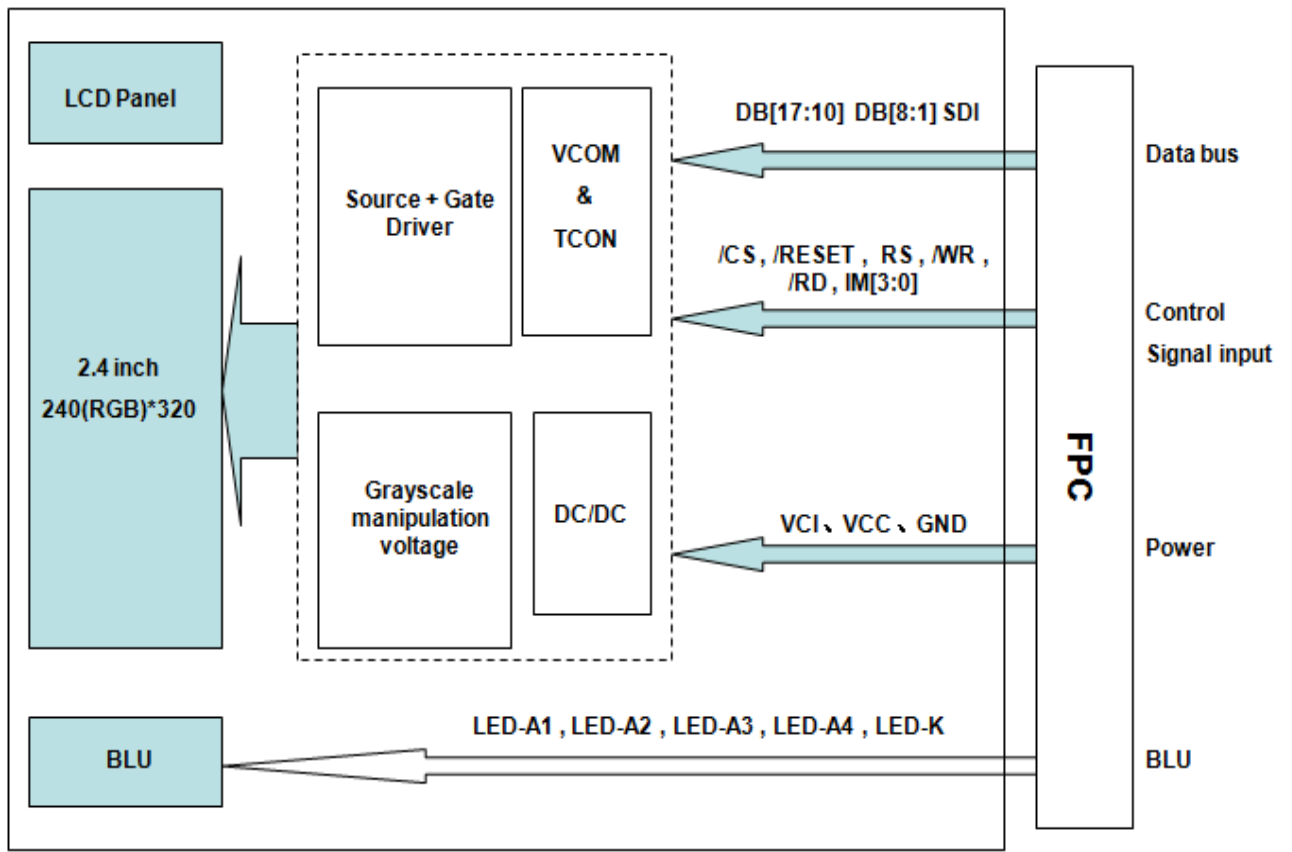 LCD Panel
2.4 inch
240(RGB)*320
BLU
Source + Gate
Driver
VCOM
&
TCON
Grayscale
manipulation
voltage
DC/DC
DB[17:10] DB[8:1] SDI
/CS , /RESET , RS , /WR ,
/RD , IM[3:0]
VCI、VCC、GND
LED-A1 , LED-A2 , LED-A3 , LED-A4 , LED-K
FPC
Data bus
Control
Signal input
Power
BLU